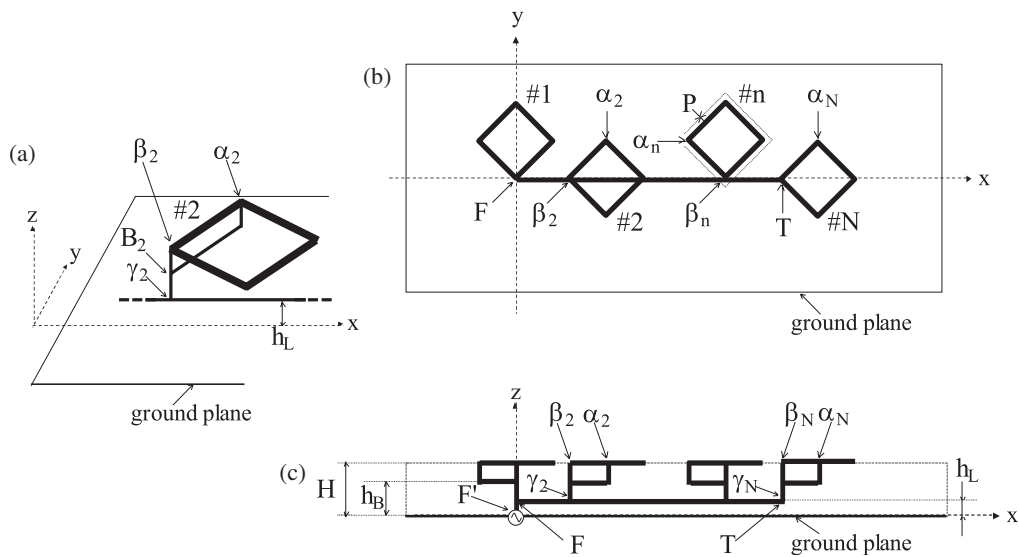 (a)
β2
α2
#2
z
y
B2
γ2
x
hL
ground plane
(b)
y
#1
α2
P
#n
αN
αn
x
F
β2
#2
βn
T
#N
ground plane
(c)
z
β2 α2
βN αN
H
hB
F'
γ2
γN
hL
x
F
T
ground plane